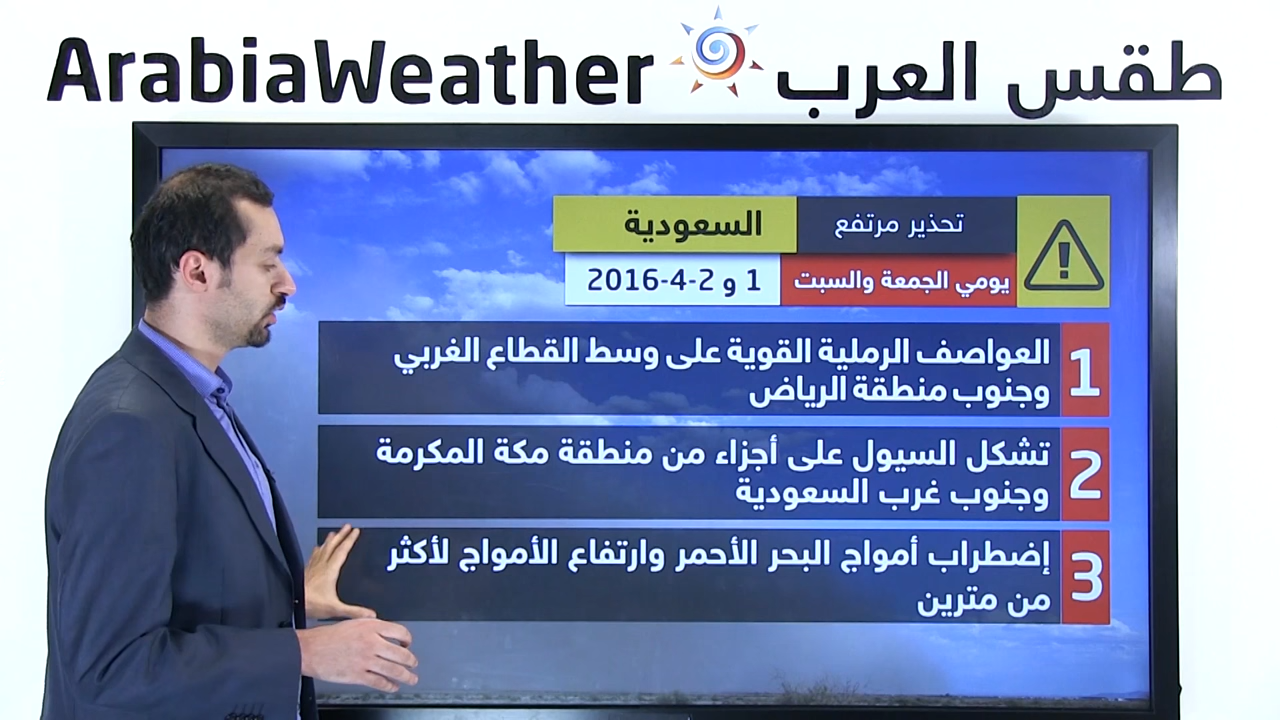 ArabiaWeather طقس العرب
تحذير مرتفع السعودية
يومي الجمعة والسبت 1 و 2-4-2016
1 العواصف الرملية القوية على وسط القطاع الغربي
وجنوب منطقة الرياض
2 تشكل السيول على أجزاء من منطقة مكة المكرمة
وجنوب غرب السعودية
3 إضطراب أمواج البحر الأحمر وارتفاع الأمواج لأكثر
من مترين